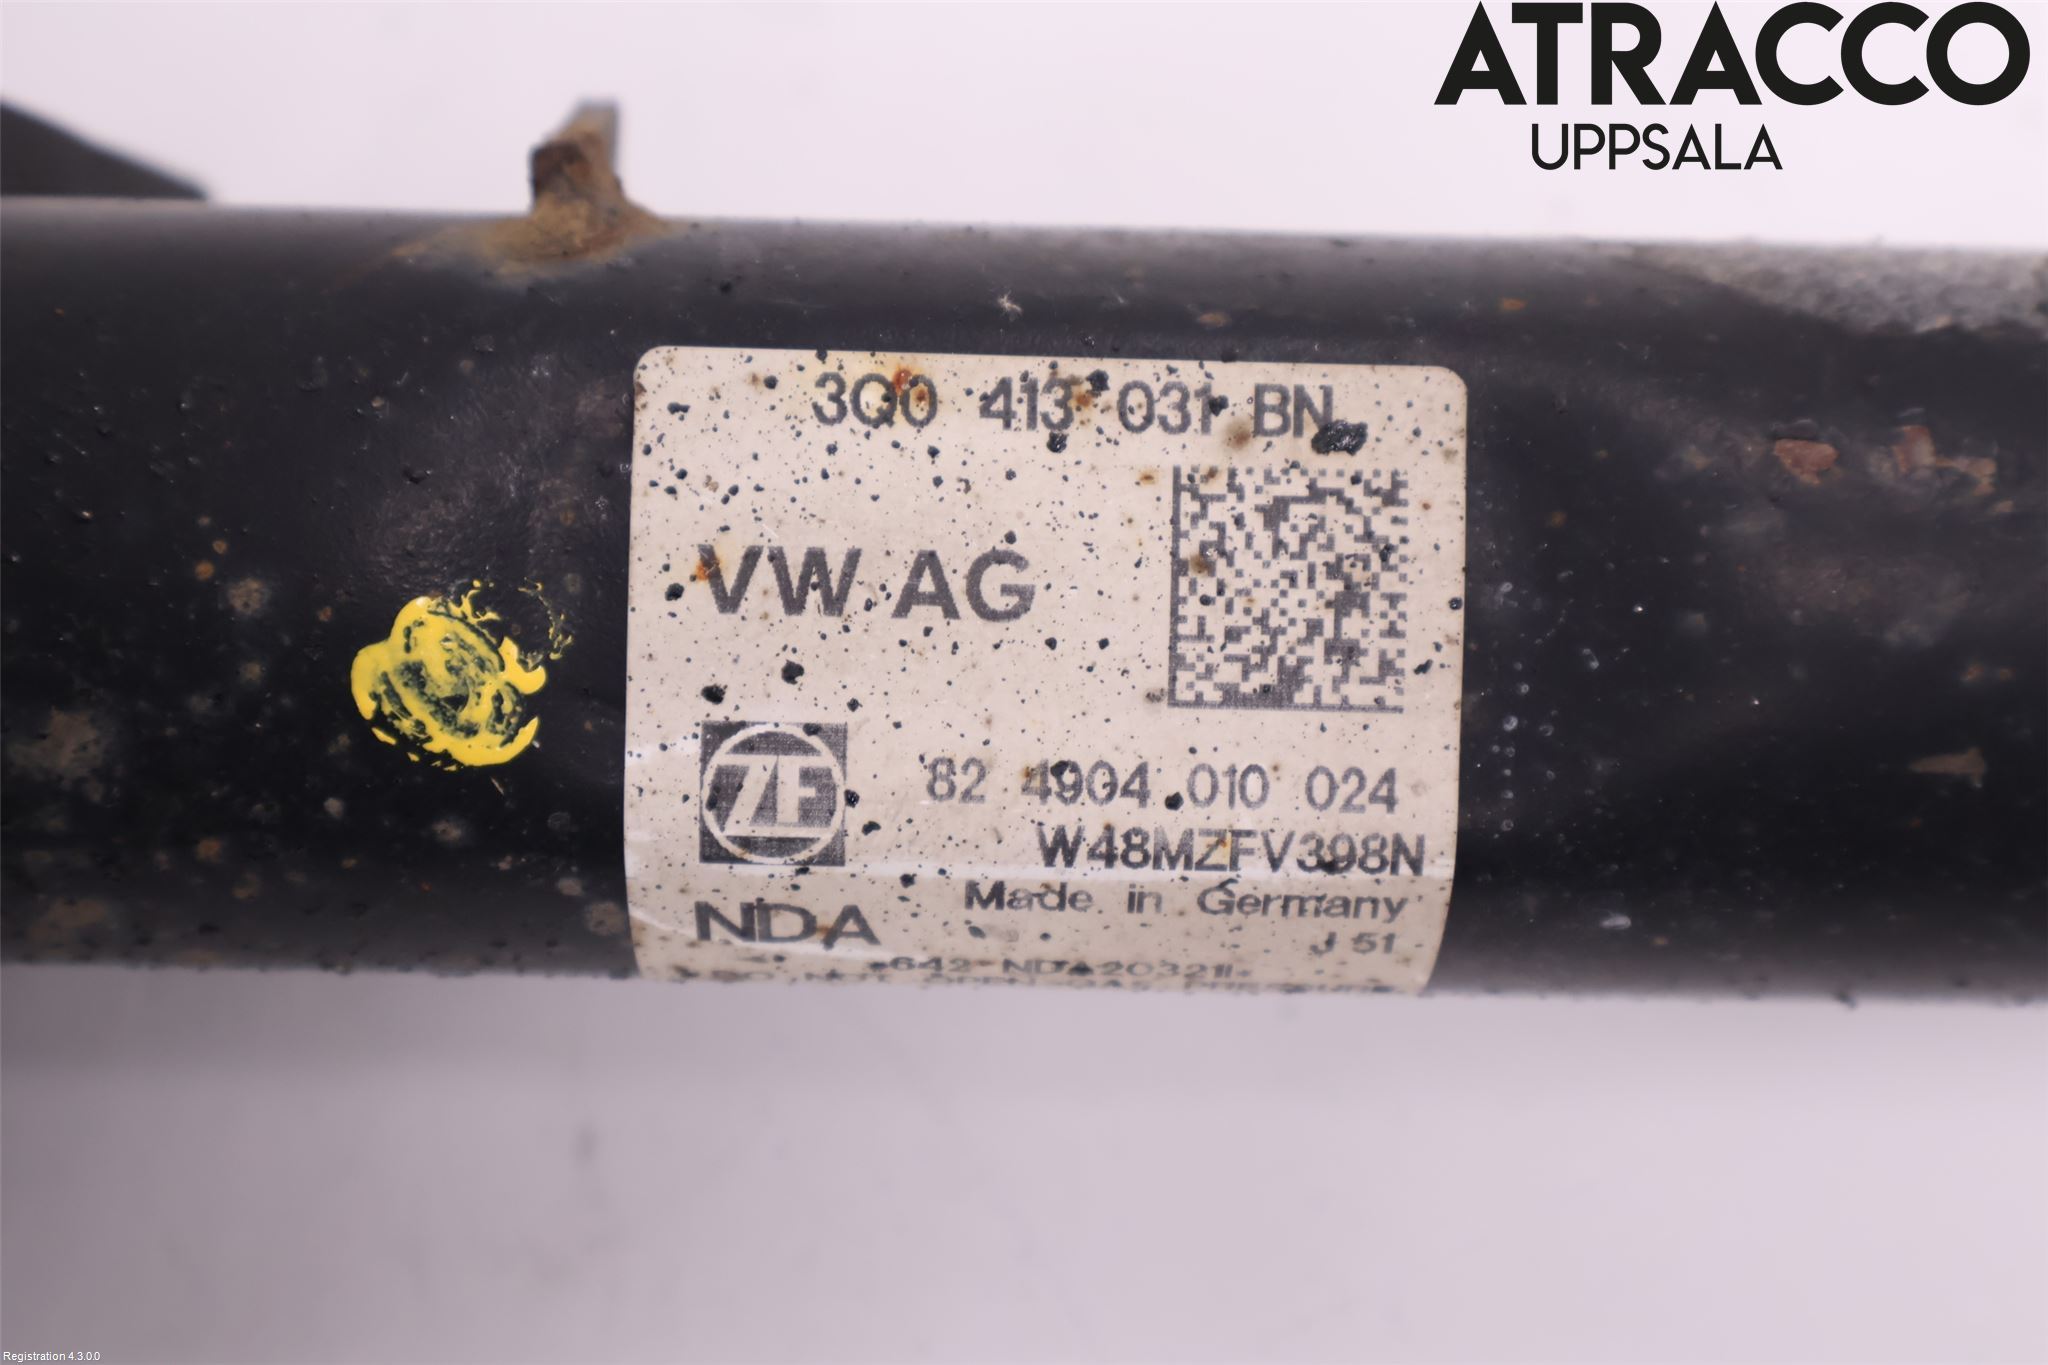 ATRACCO
UPPSALA
3Q0 413 031 BN
VW AG
ZF
82 4904 010 024
W48MZFV398N
Made in Germany
NDA
J 51
Registration 4.3.0.0